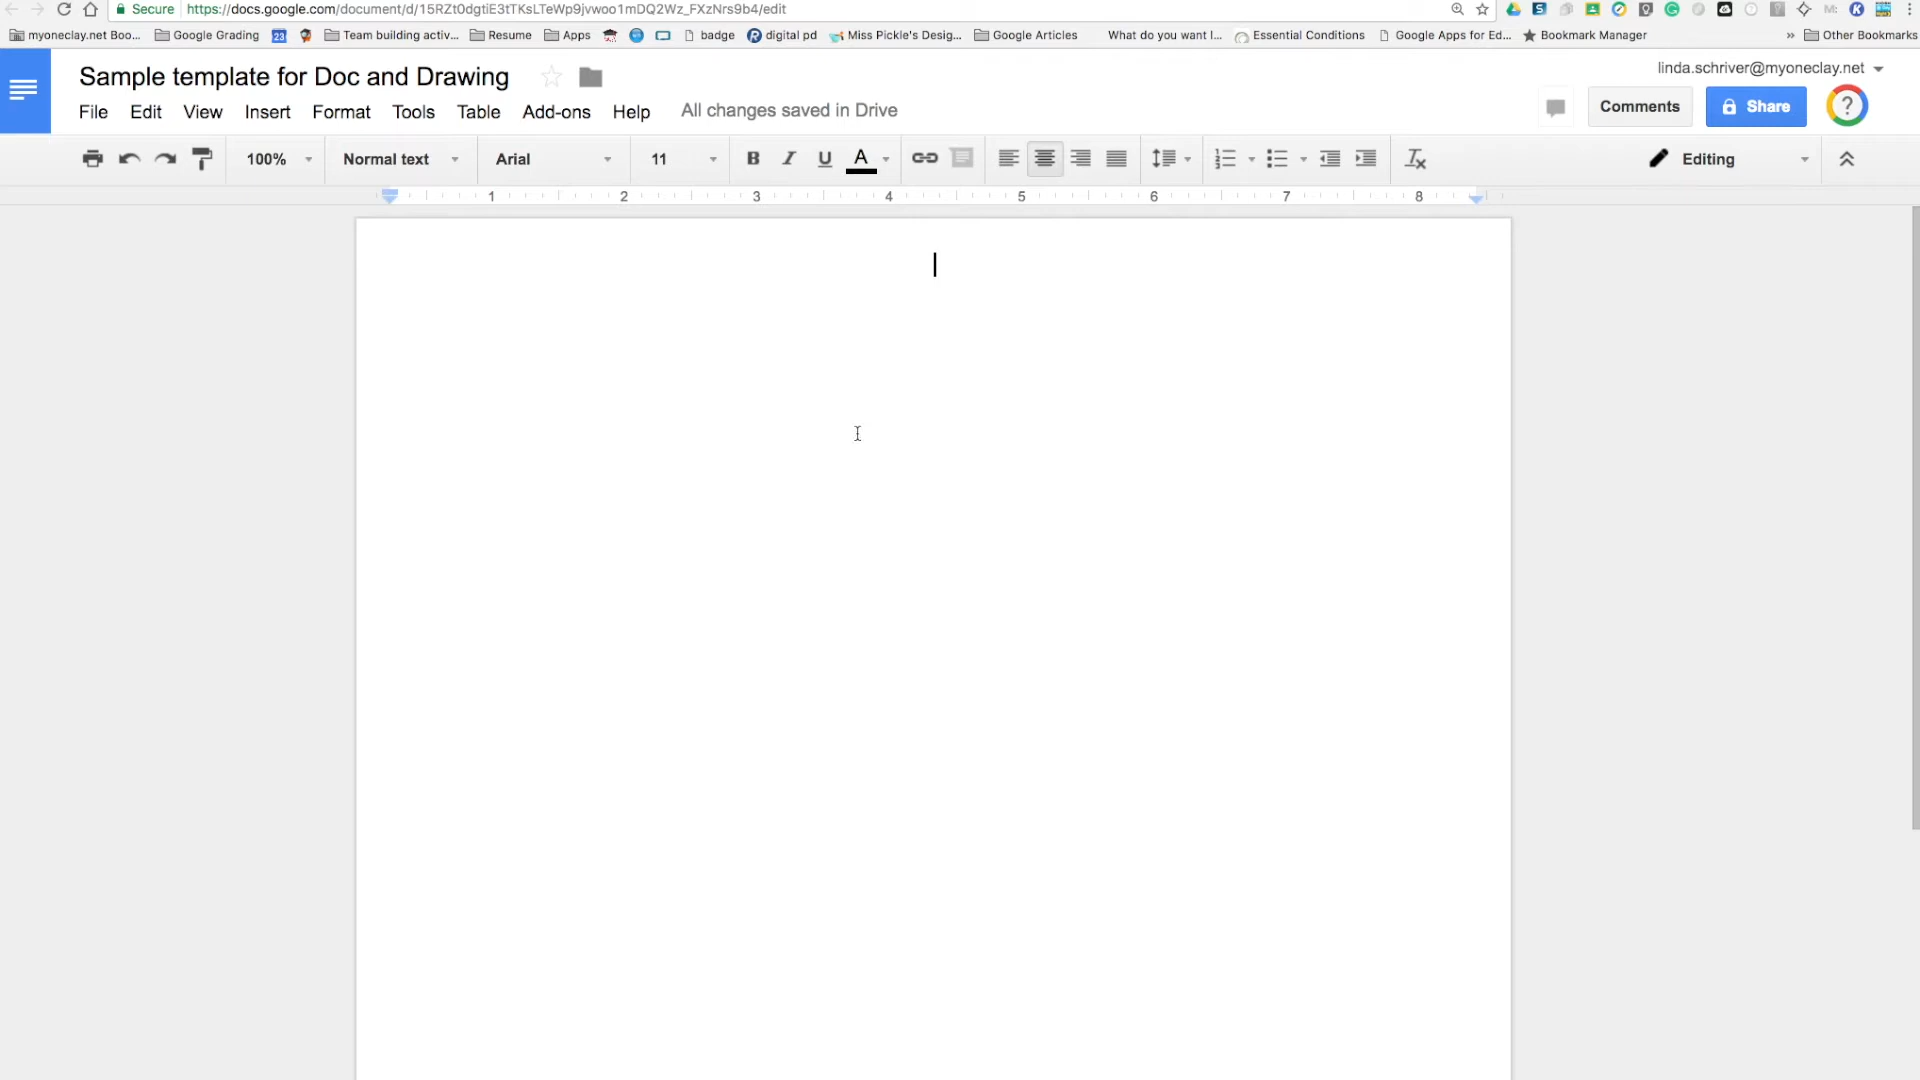 Secure https://docs.google.com/document/d/15RZt0dgtiE3tTKsLTeWp9jvwoo1mDQ2Wz_FXzNrs9b4/edit
myoneclay.net Boo... Google Grading 23 Team building activ... Resume Apps badge digital pd Miss Pickle's Desig... Google Articles What do you want I... Essential Conditions Google Apps for Ed... Bookmark Manager » Other Bookmarks
Sample template for Doc and Drawing
linda.schriver@myoneclay.net
File Edit View Insert Format Tools Table Add-ons Help All changes saved in Drive
Comments Share ?
100% Normal text Arial 11 B I U A Editing
1 2 3 4 5 6 7 8